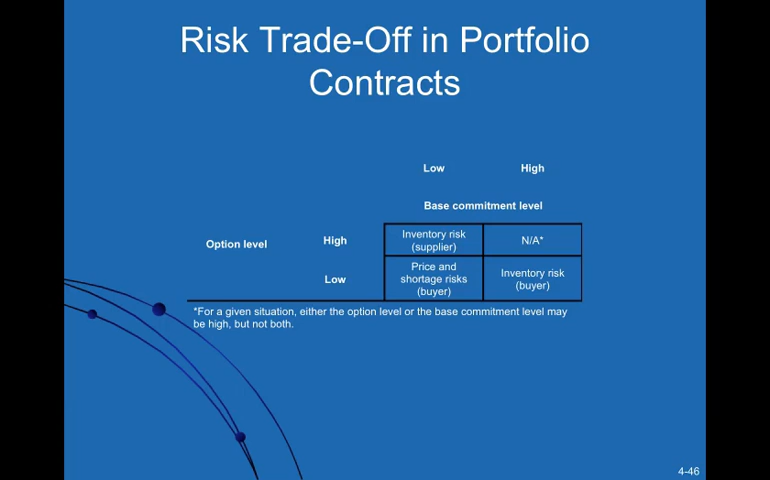 Risk Trade-Off in Portfolio
Contracts
Low High
Base commitment level
Option level High Inventory risk (supplier) N/A*
Low Price and shortage risks (buyer) Inventory risk (buyer)
*For a given situation, either the option level or the base commitment level may
be high, but not both.
4-46